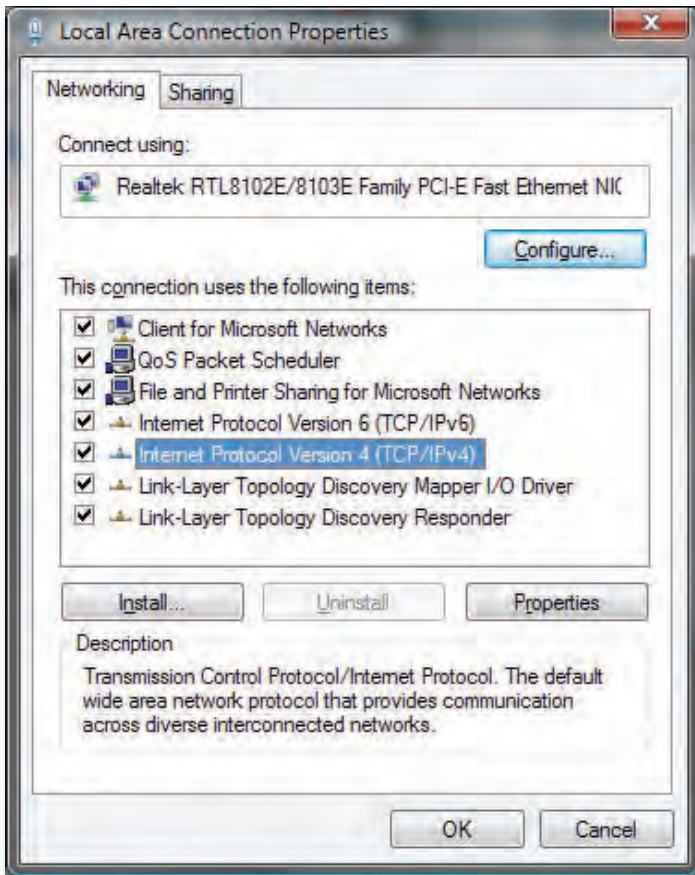 Local Area Connection Properties
Networking
Sharing
Connect using:
Realtek RTL8102E/8103E Family PCI-E Fast Ethernet NIC
Configure...
This connection uses the following items:
Client for Microsoft Networks
QoS Packet Scheduler
File and Printer Sharing for Microsoft Networks
Internet Protocol Version 6 (TCP/IPv6)
Internet Protocol Version 4 (TCP/IPv4)
Link-Layer Topology Discovery Mapper I/O Driver
Link-Layer Topology Discovery Responder
Install...
Uninstall
Properties
Description
Transmission Control Protocol/Internet Protocol. The default
wide area network protocol that provides communication
across diverse interconnected networks.
OK
Cancel